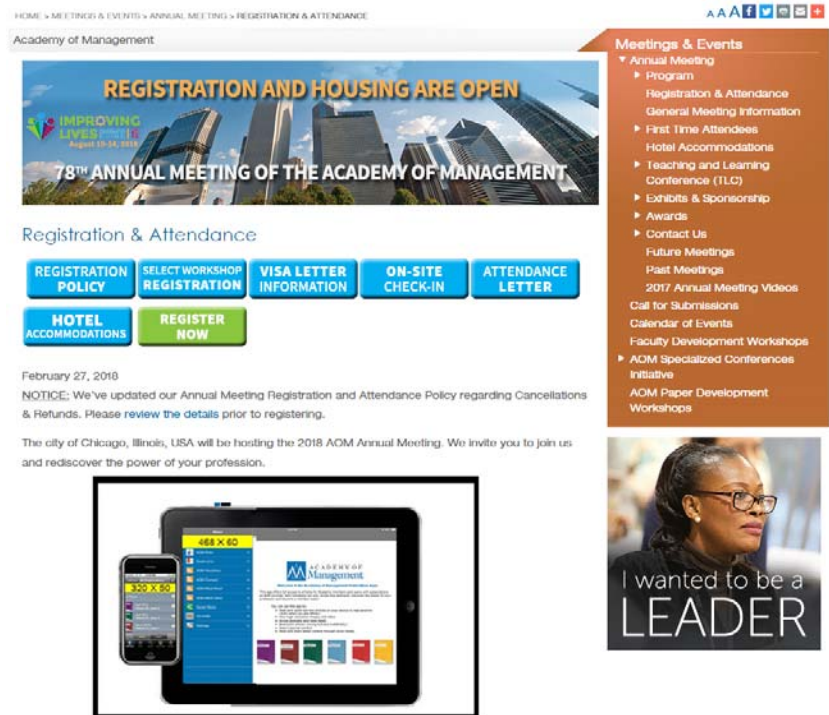 HOME > MEETINGS & EVENTS > ANNUAL MEETING > REGISTRATION & ATTENDANCE
A A A
Academy of Management
REGISTRATION AND HOUSING ARE OPEN
IMPROVING
LIVES
August 10-14, 2018
78TH ANNUAL MEETING OF THE ACADEMY OF MANAGEMENT
Registration & Attendance
REGISTRATION
POLICY
SELECT WORKSHOP
REGISTRATION
VISA LETTER
INFORMATION
ON-SITE
CHECK-IN
ATTENDANCE
LETTER
HOTEL
ACCOMMODATIONS
REGISTER
NOW
February 27, 2018
NOTICE: We've updated our Annual Meeting Registration and Attendance Policy regarding Cancellations
& Refunds. Please review the details prior to registering.
The city of Chicago, Illinois, USA will be hosting the 2018 AOM Annual Meeting. We invite you to join us
and rediscover the power of your profession.
468 X 60
320 X 50
ACADEMY OF
Management
Meetings & Events
Annual Meeting
Program
Registration & Attendance
General Meeting Information
First Time Attendees
Hotel Accommodations
Teaching and Learning
Conference (TLC)
Exhibits & Sponsorship
Awards
Contact Us
Future Meetings
Past Meetings
2017 Annual Meeting Videos
Call for Submissions
Calendar of Events
Faculty Development Workshops
AOM Specialized Conferences
Initiative
AOM Paper Development
Workshops
I wanted to be a
LEADER